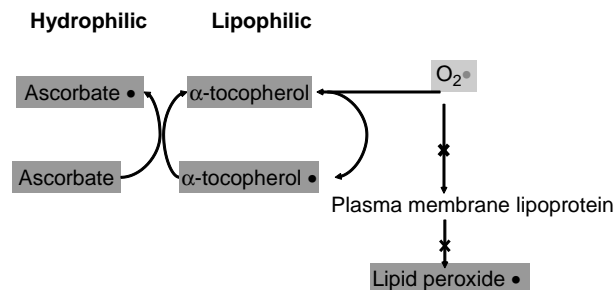 Hydrophilic Lipophilic
Ascorbate • α-tocopherol O₂•
Ascorbate α-tocopherol •
Plasma membrane lipoprotein
Lipid peroxide •